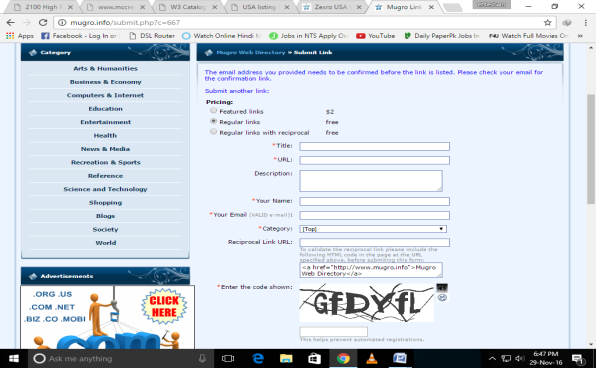 2100 High P
www.mccre
W3 Catalog
USA listing
Zexro USA
Mugro Link
mugro.info/submit.php?c=667
Apps
Facebook - Log In or S
DSL Router
Watch Online Hindi M
Jobs in NTS Apply On
YouTube
Daily PaperPk Jobs In
Watch Full Movies On
Category
Mugro Web Directory » Submit Link
Arts & Humanities
Business & Economy
Computers & Internet
Education
Entertainment
Health
News & Media
Recreation & Sports
Reference
Science and Technology
Shopping
Blogs
Society
World
Advertisements
.ORG .US
.COM .NET
.BIZ .CO .MOBI
CLICK
HERE
.com
The email address you provided needs to be confirmed before the link is listed. Please check your email for
the confirmation link.
Submit another link:
Pricing:
Featured links $2
Regular links free
Regular links with reciprocal free
*Title:
*URL:
Description:
*Your Name:
*Your Email (VALID e-mail):
*Category: [Top]
Reciprocal Link URL:
To validate the reciprocal link please include the
following HTML code in the page at the URL
specified above, before submiting this form:
<a href="http://www.mugro.info">Mugro
Web Directory</a>
*Enter the code shown:
This helps prevent automated registrations.
Ask me anything
6:47 PM
29-Nov-16